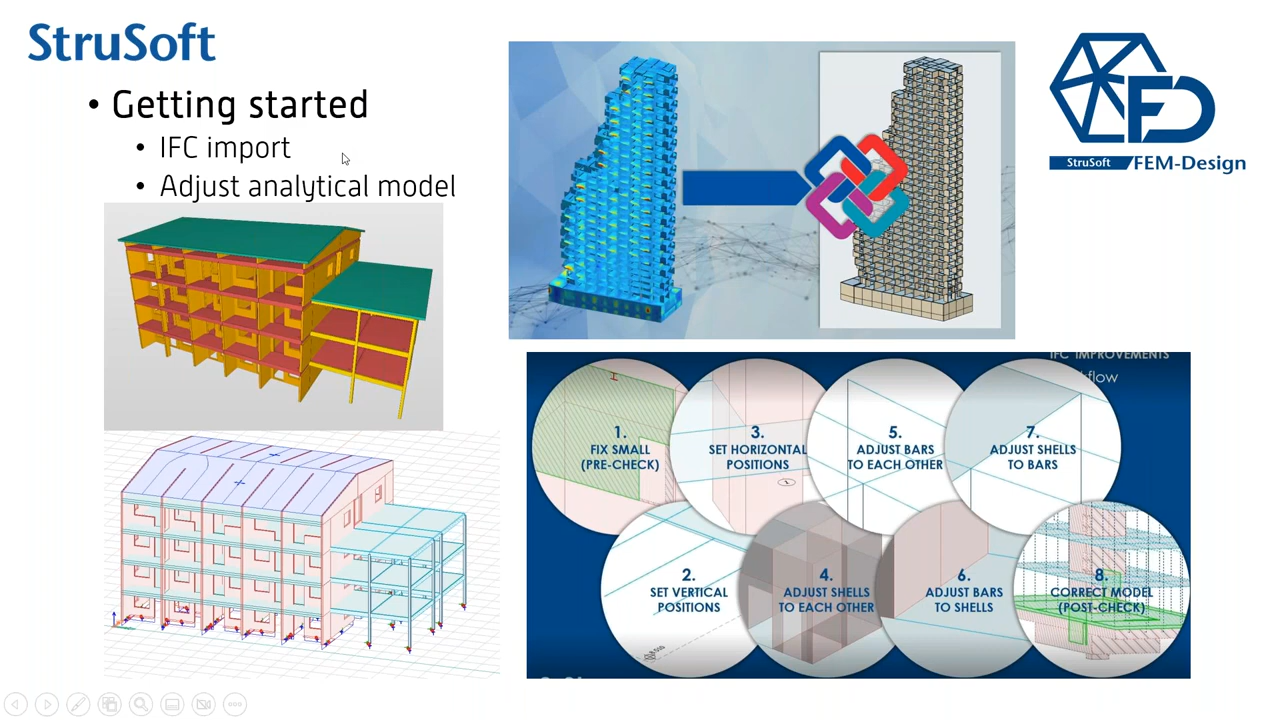 StruSoft
• Getting started
• IFC import
• Adjust analytical model
FD
StruSoft FEM-Design
IFC IMPROVEMENTS
1.
FIX SMALL
(PRE-CHECK)
3.
SET HORIZONTAL
POSITIONS
5.
ADJUST BARS
TO EACH OTHER
7.
ADJUST SHELLS
TO BARS
2.
SET VERTICAL
POSITIONS
4.
ADJUST SHELLS
TO EACH OTHER
6.
ADJUST BARS
TO SHELLS
8.
CORRECT MODEL
(POST-CHECK)